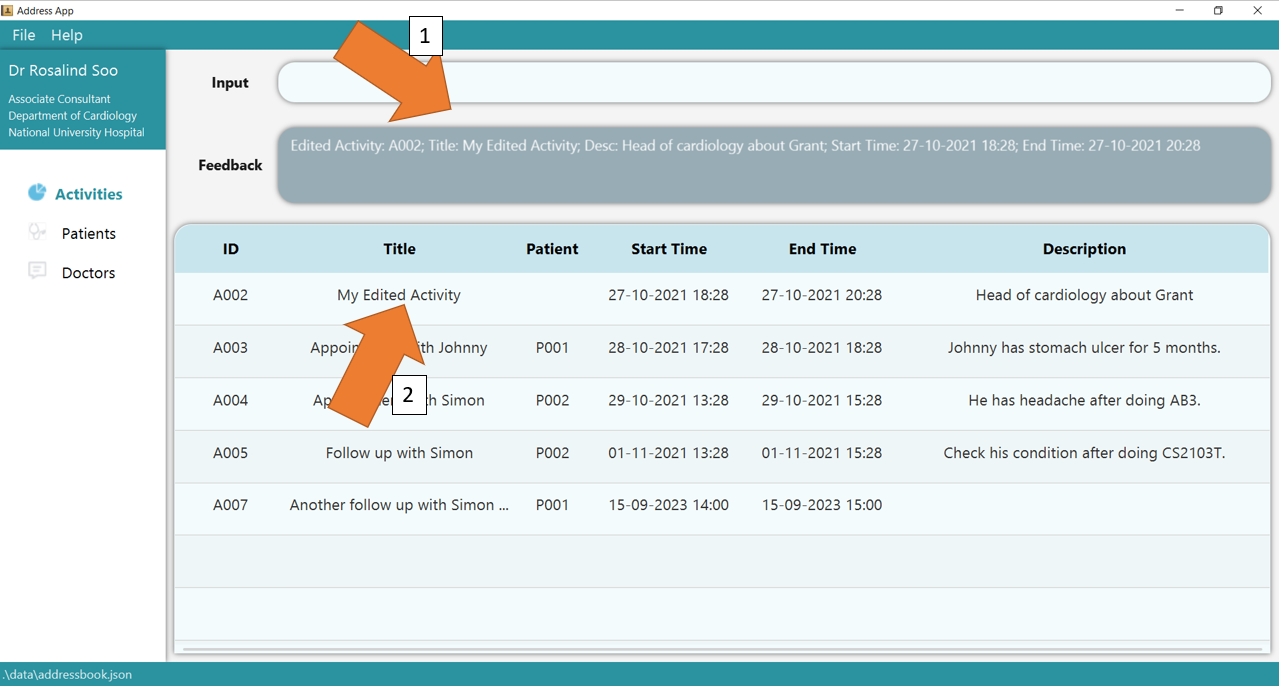 Address App
File Help
Dr Rosalind Soo
Associate Consultant
Department of Cardiology
National University Hospital
Activities
Patients
Doctors
1
Input
Feedback
Edited Activity: A002; Title: My Edited Activity; Desc: Head of cardiology about Grant; Start Time: 27-10-2021 18:28; End Time: 27-10-2021 20:28
ID Title Patient Start Time End Time Description
A002 My Edited Activity 27-10-2021 18:28 27-10-2021 20:28 Head of cardiology about Grant
A003 Johnny P001 28-10-2021 17:28 28-10-2021 18:28 Johnny has stomach ulcer for 5 months.
2
A004 Simon P002 29-10-2021 13:28 29-10-2021 15:28 He has headache after doing AB3.
A005 Follow up with Simon P002 01-11-2021 13:28 01-11-2021 15:28 Check his condition after doing CS2103T.
A007 Another follow up with Simon ... P001 15-09-2023 14:00 15-09-2023 15:00
.\data\addressbook.json